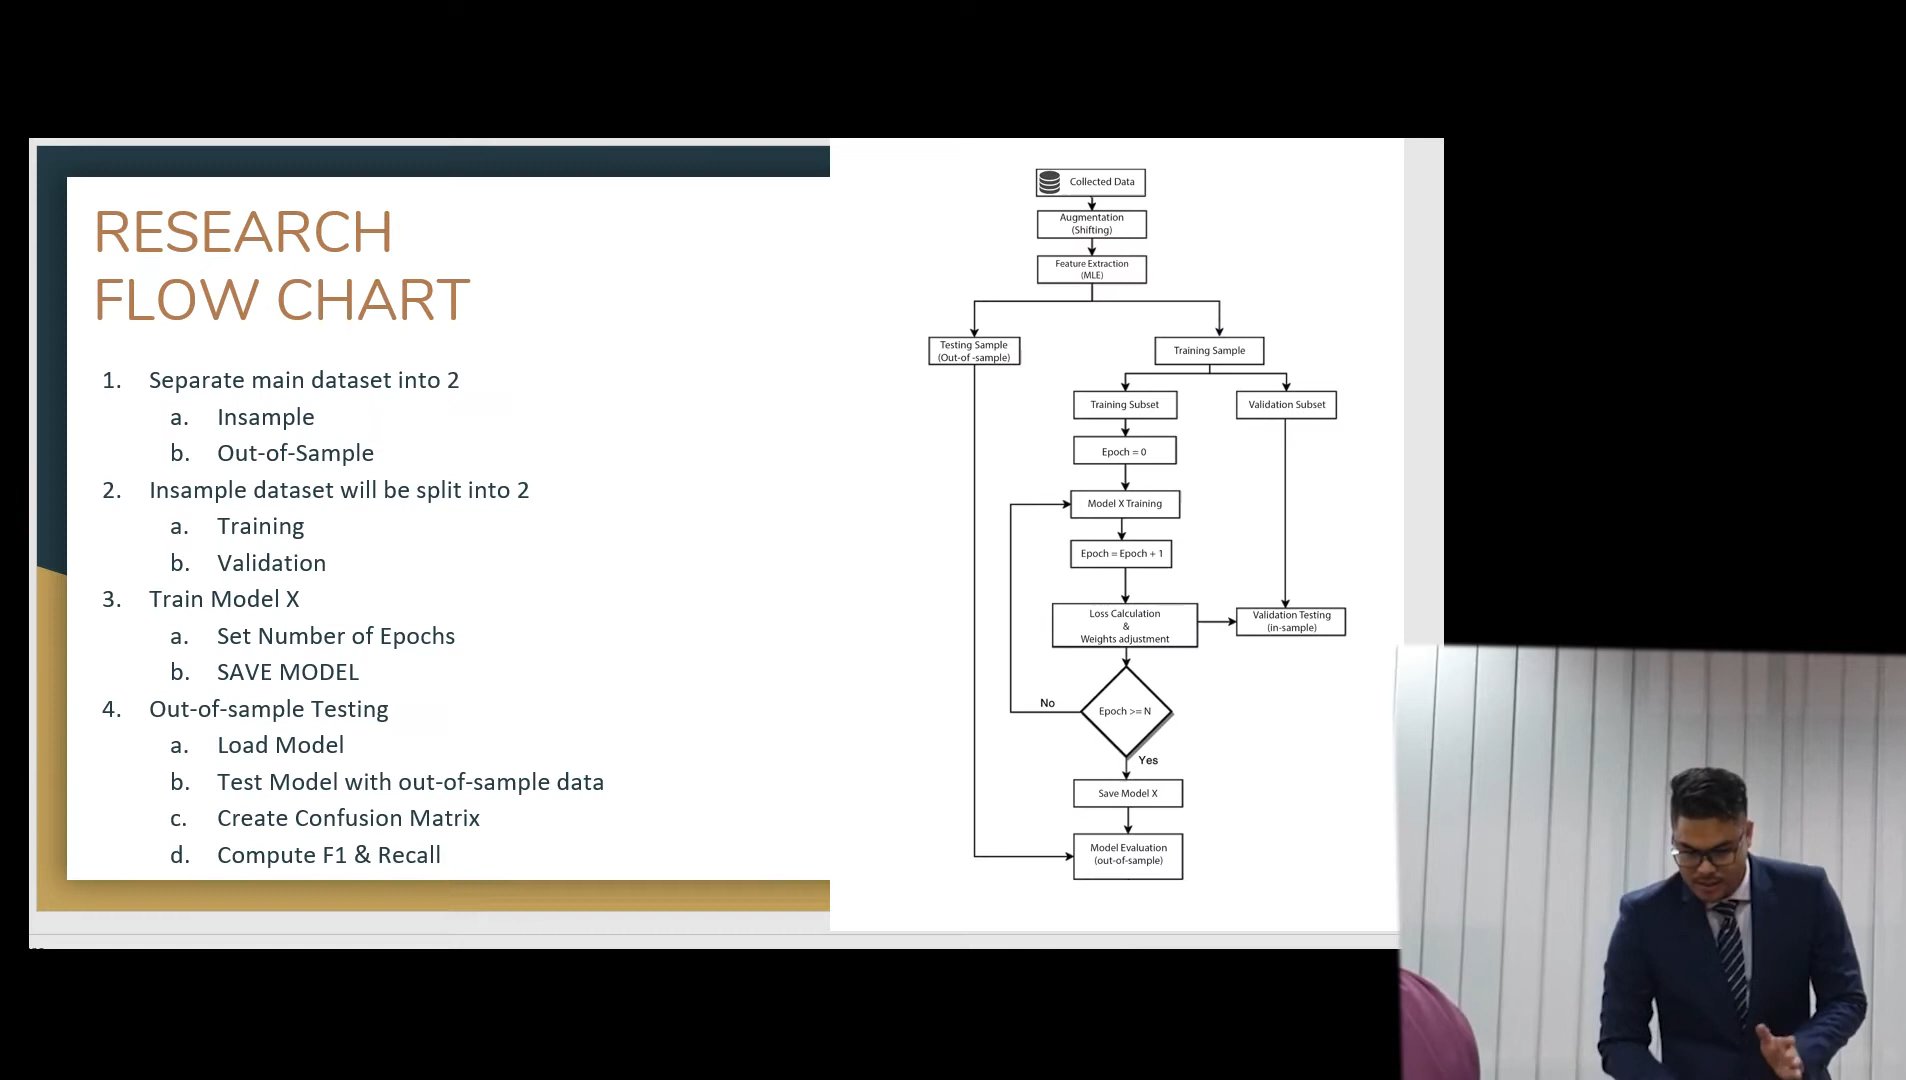 RESEARCH
FLOW CHART
1. Separate main dataset into 2
a. Insample
b. Out-of-Sample
2. Insample dataset will be split into 2
a. Training
b. Validation
3. Train Model X
a. Set Number of Epochs
b. SAVE MODEL
4. Out-of-sample Testing
a. Load Model
b. Test Model with out-of-sample data
c. Create Confusion Matrix
d. Compute F1 & Recall
Collected Data
Augmentation
(Shifting)
Feature Extraction
(MLE)
Testing Sample
(Out-of -sample)
Training Sample
Training Subset
Validation Subset
Epoch = 0
Model X Training
Epoch = Epoch + 1
Loss Calculation
&
Weights adjustment
Validation Testing
(in-sample)
No
Epoch >= N
Yes
Save Model X
Model Evaluation
(out-of-sample)